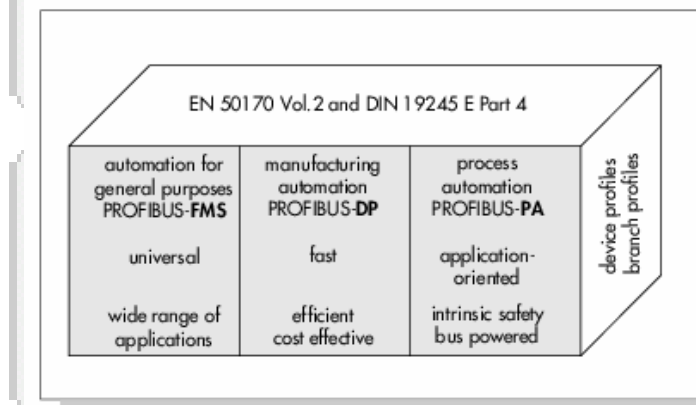 EN 50170 Vol.2 and DIN 19245 E Part 4
automation for
general purposes
PROFIBUS-FMS
universal
wide range of
applications
manufacturing
automation
PROFIBUS-DP
fast
efficient
cost effective
process
automation
PROFIBUS-PA
application-
oriented
intrinsic safety
bus powered
device profiles
branch profiles